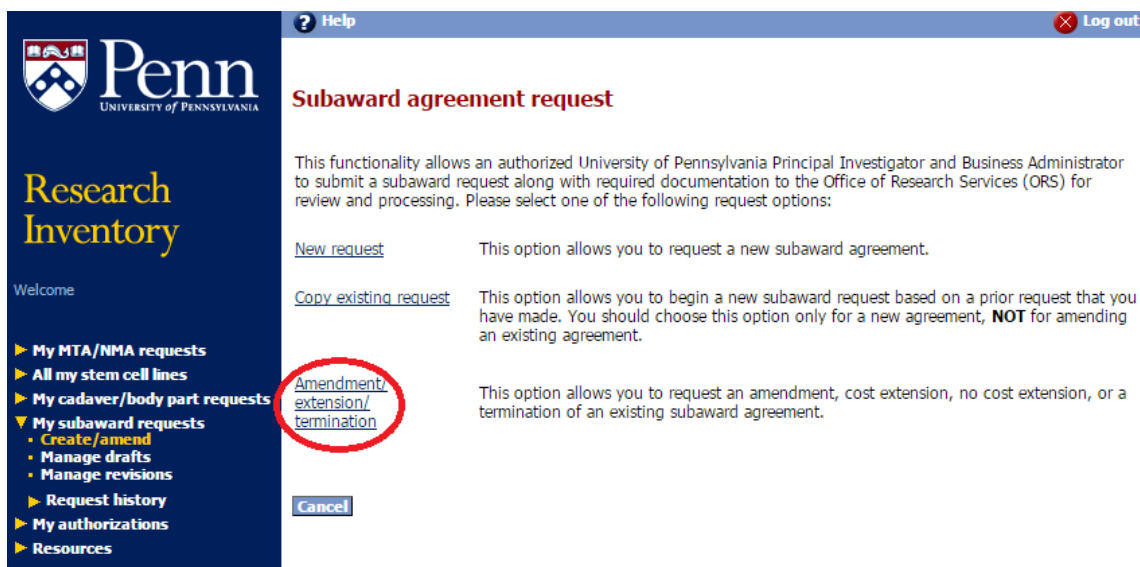 Help
Log out
Penn
UNIVERSITY of PENNSYLVANIA
Research
Inventory
Welcome
My MTA/NMA requests
All my stem cell lines
My cadaver/body part requests
My subaward requests
Create/amend
Manage drafts
Manage revisions
Request history
My authorizations
Resources
Subaward agreement request
This functionality allows an authorized University of Pennsylvania Principal Investigator and Business Administrator
to submit a subaward request along with required documentation to the Office of Research Services (ORS) for
review and processing. Please select one of the following request options:
New request
This option allows you to request a new subaward agreement.
Copy existing request
This option allows you to begin a new subaward request based on a prior request that you
have made. You should choose this option only for a new agreement, NOT for amending
an existing agreement.
Amendment/
extension/
termination
This option allows you to request an amendment, cost extension, no cost extension, or a
termination of an existing subaward agreement.
Cancel